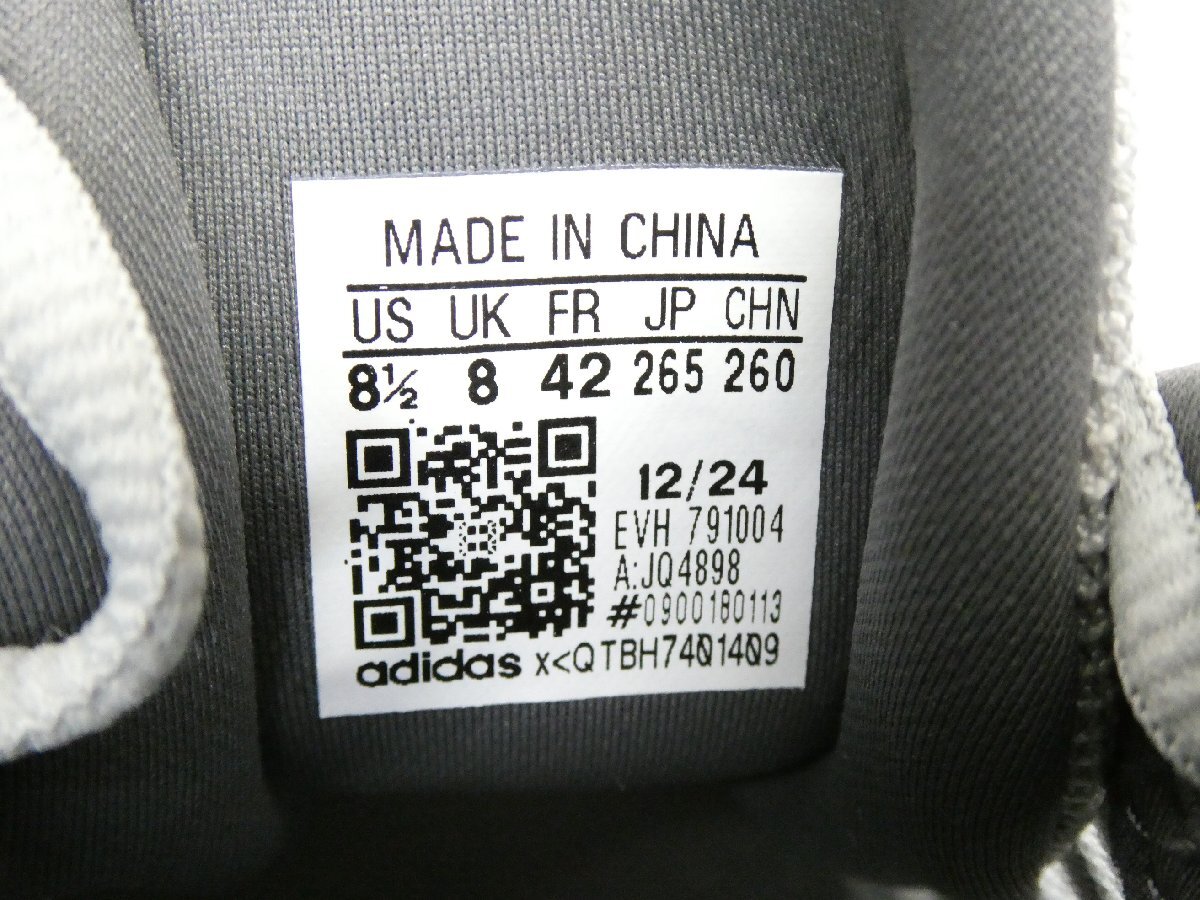 MADE IN CHINA
US UK FR JP CHN
8½ 8 42 265 260
12/24
EVH 791004
A:JQ4898
#0900180113
adidas x<QTBH7401409